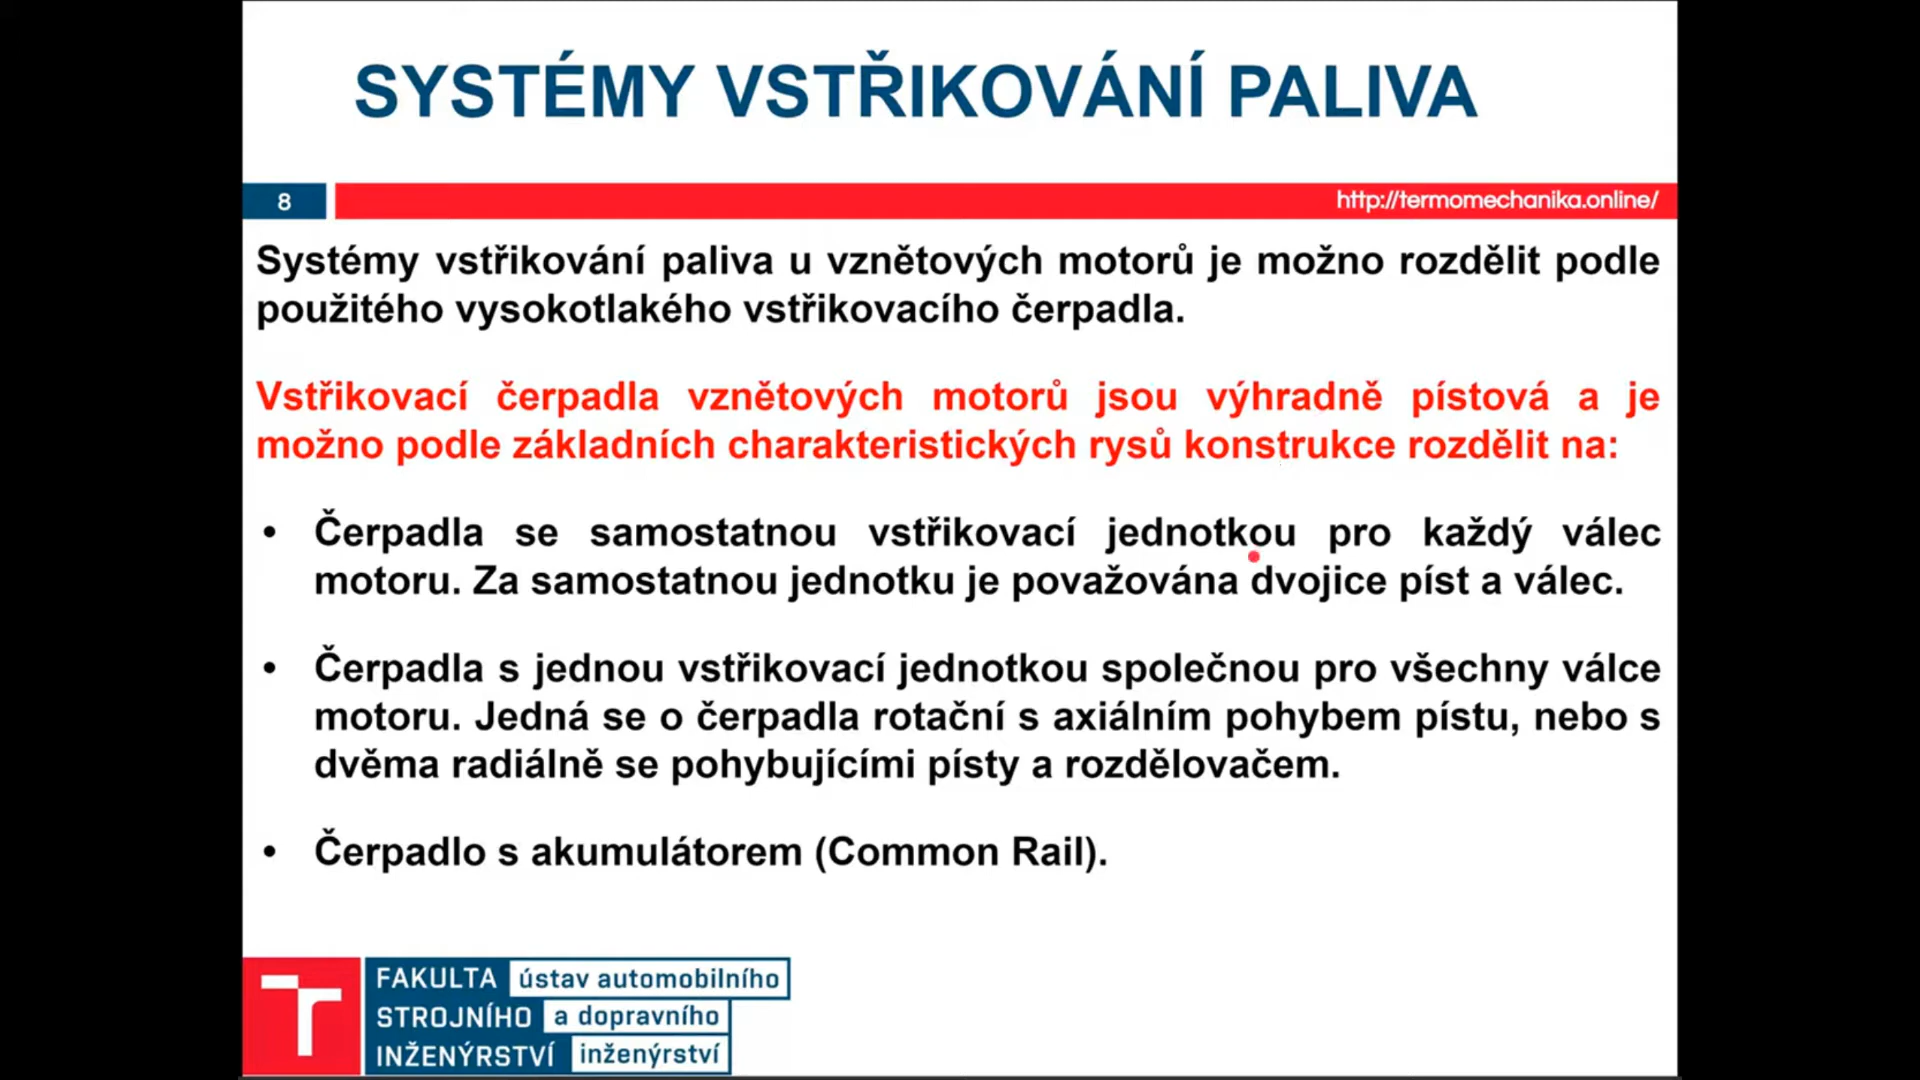 SYSTÉMY VSTŘIKOVÁNÍ PALIVA
8
http://termomechanika.online/
Systémy vstřikování paliva u vznětových motorů je možno rozdělit podle
použitého vysokotlakého vstřikovacího čerpadla.
Vstřikovací čerpadla vznětových motorů jsou výhradně pístová a je
možno podle základních charakteristických rysů konstrukce rozdělit na:
• Čerpadla se samostatnou vstřikovací jednotkou pro každý válec
motoru. Za samostatnou jednotku je považována dvojice píst a válec.
• Čerpadla s jednou vstřikovací jednotkou společnou pro všechny válce
motoru. Jedná se o čerpadla rotační s axiálním pohybem pístu, nebo s
dvěma radiálně se pohybujícími písty a rozdělovačem.
• Čerpadlo s akumulátorem (Common Rail).
FAKULTA ústav automobilního
STROJNÍHO a dopravního
INŽENÝRSTVÍ inženýrství